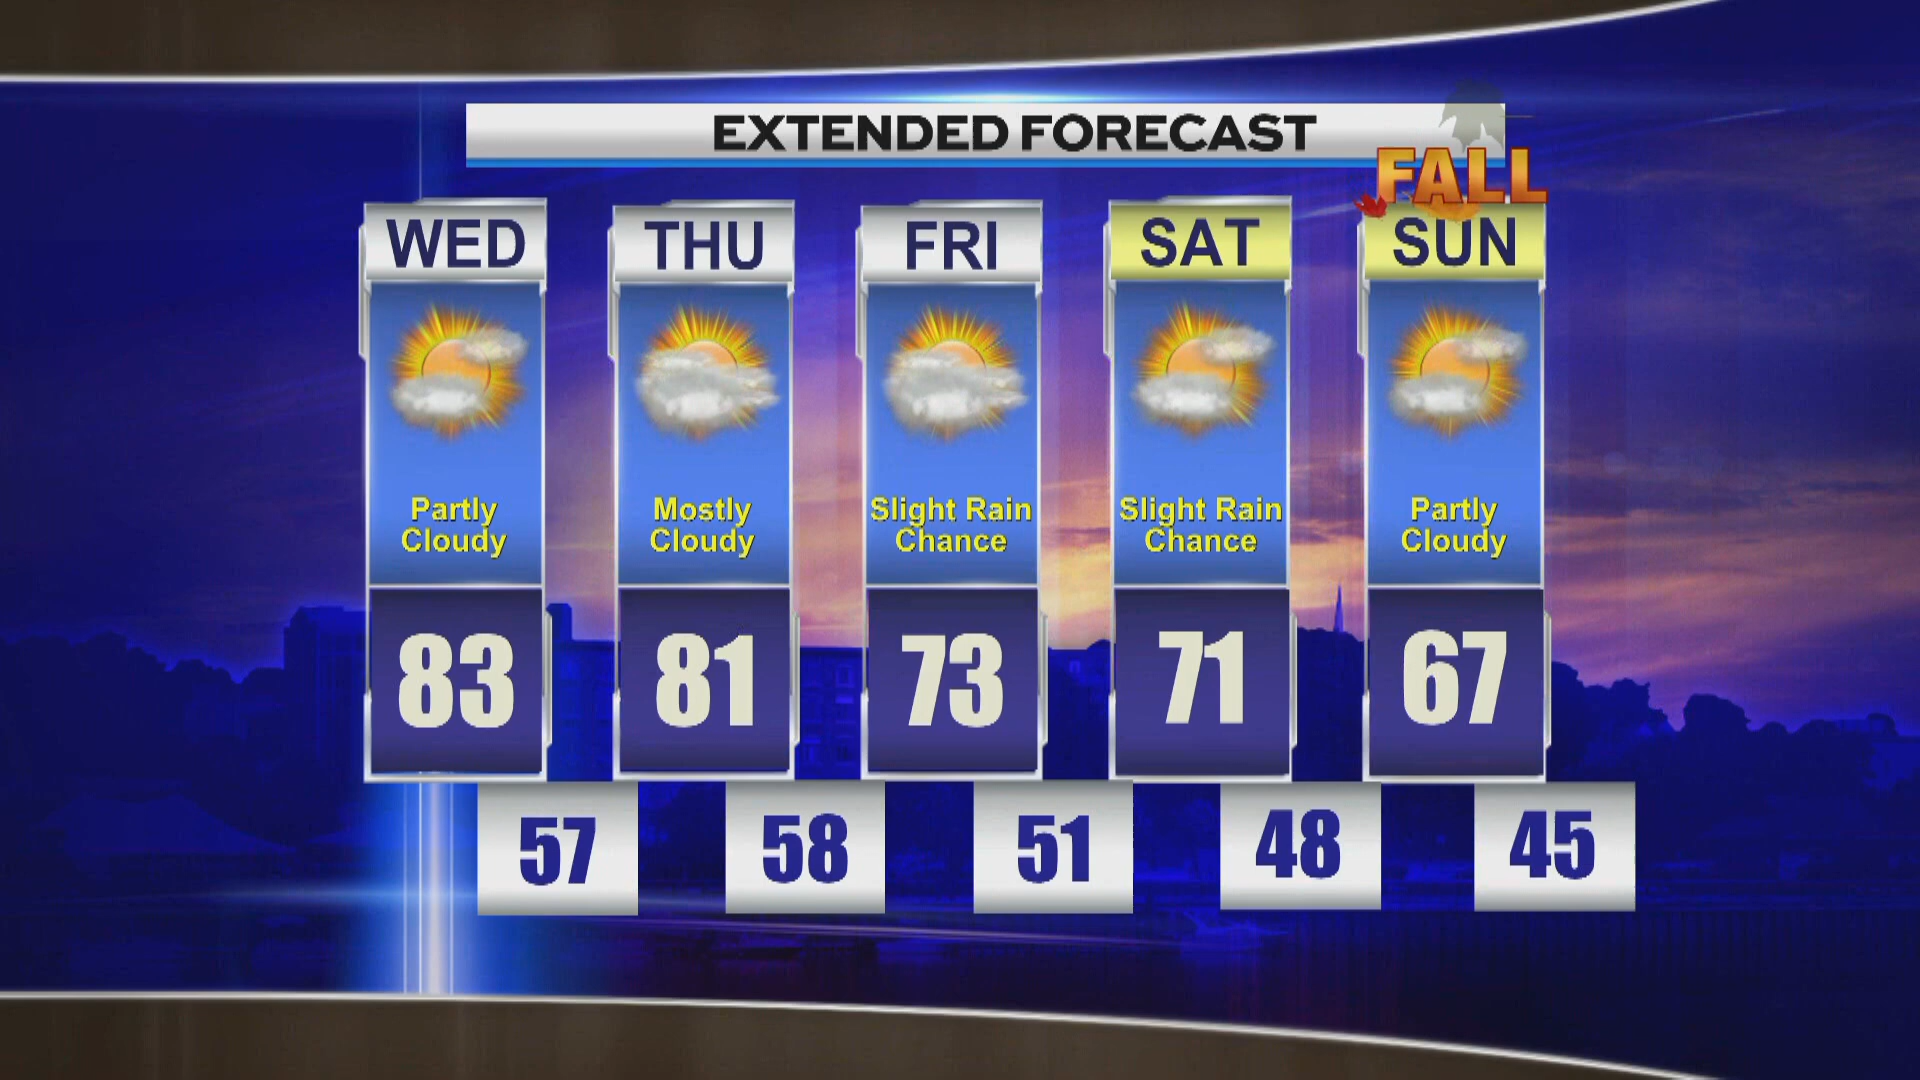 EXTENDED FORECAST
FALL
WED THU FRI SAT SUN
Partly Cloudy
Mostly Cloudy
Slight Rain Chance
Slight Rain Chance
Partly Cloudy
83 81 73 71 67
57 58 51 48 45